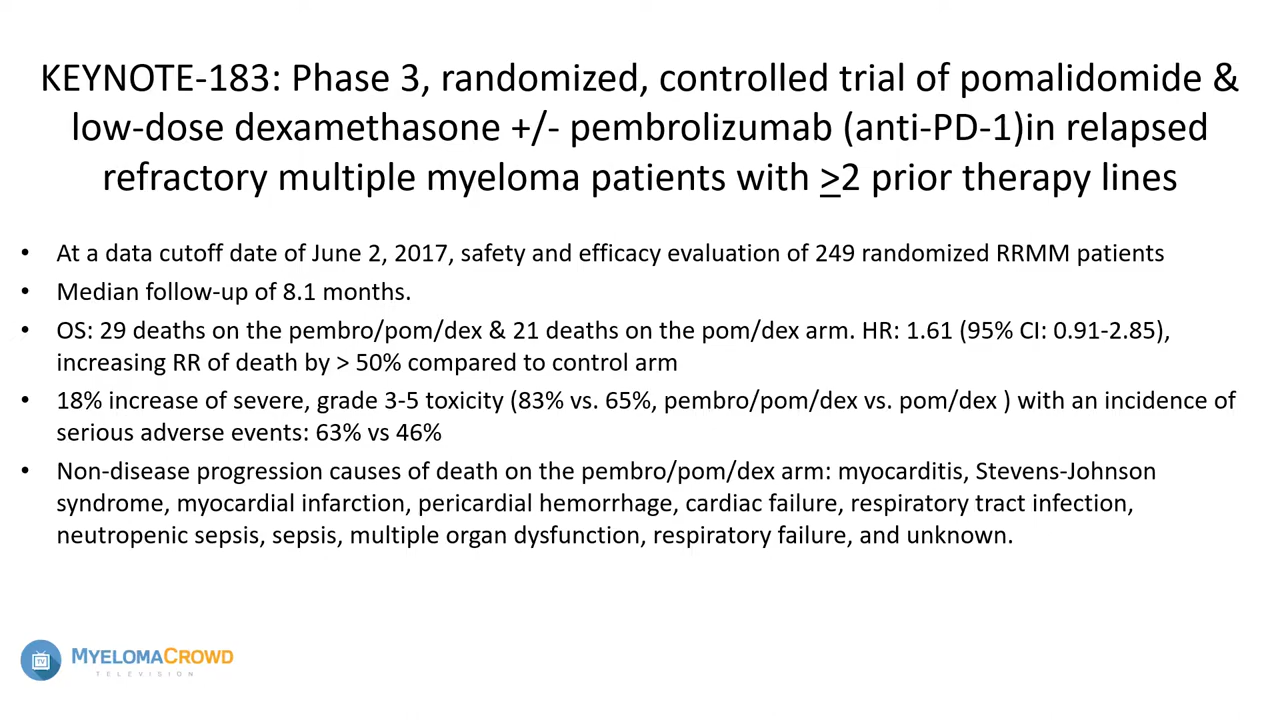 KEYNOTE-183: Phase 3, randomized, controlled trial of pomalidomide &
low-dose dexamethasone +/- pembrolizumab (anti-PD-1)in relapsed
refractory multiple myeloma patients with >2 prior therapy lines
• At a data cutoff date of June 2, 2017, safety and efficacy evaluation of 249 randomized RRMM patients
• Median follow-up of 8.1 months.
• OS: 29 deaths on the pembro/pom/dex & 21 deaths on the pom/dex arm. HR: 1.61 (95% CI: 0.91-2.85),
increasing RR of death by > 50% compared to control arm
• 18% increase of severe, grade 3-5 toxicity (83% vs. 65%, pembro/pom/dex vs. pom/dex ) with an incidence of
serious adverse events: 63% vs 46%
• Non-disease progression causes of death on the pembro/pom/dex arm: myocarditis, Stevens-Johnson
syndrome, myocardial infarction, pericardial hemorrhage, cardiac failure, respiratory tract infection,
neutropenic sepsis, sepsis, multiple organ dysfunction, respiratory failure, and unknown.
TV
MYELOMACROWD
TELEVISION